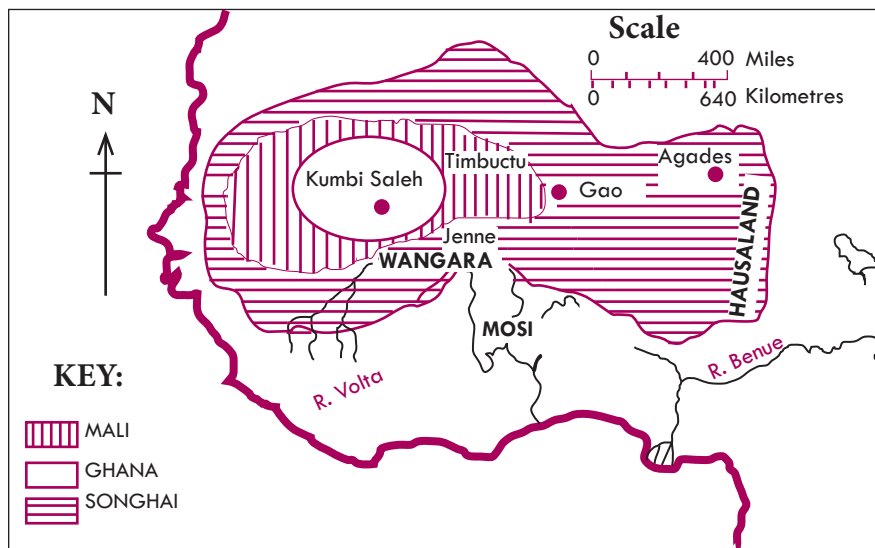 Scale
0 400 Miles
0 640 Kilometres
N
Timbuctu
Agades
Kumbi Saleh
Gao
HAUSALAND
Jenne
WANGARA
MOSI
R. Volta
R. Benue
KEY:
MALI
GHANA
SONGHAI